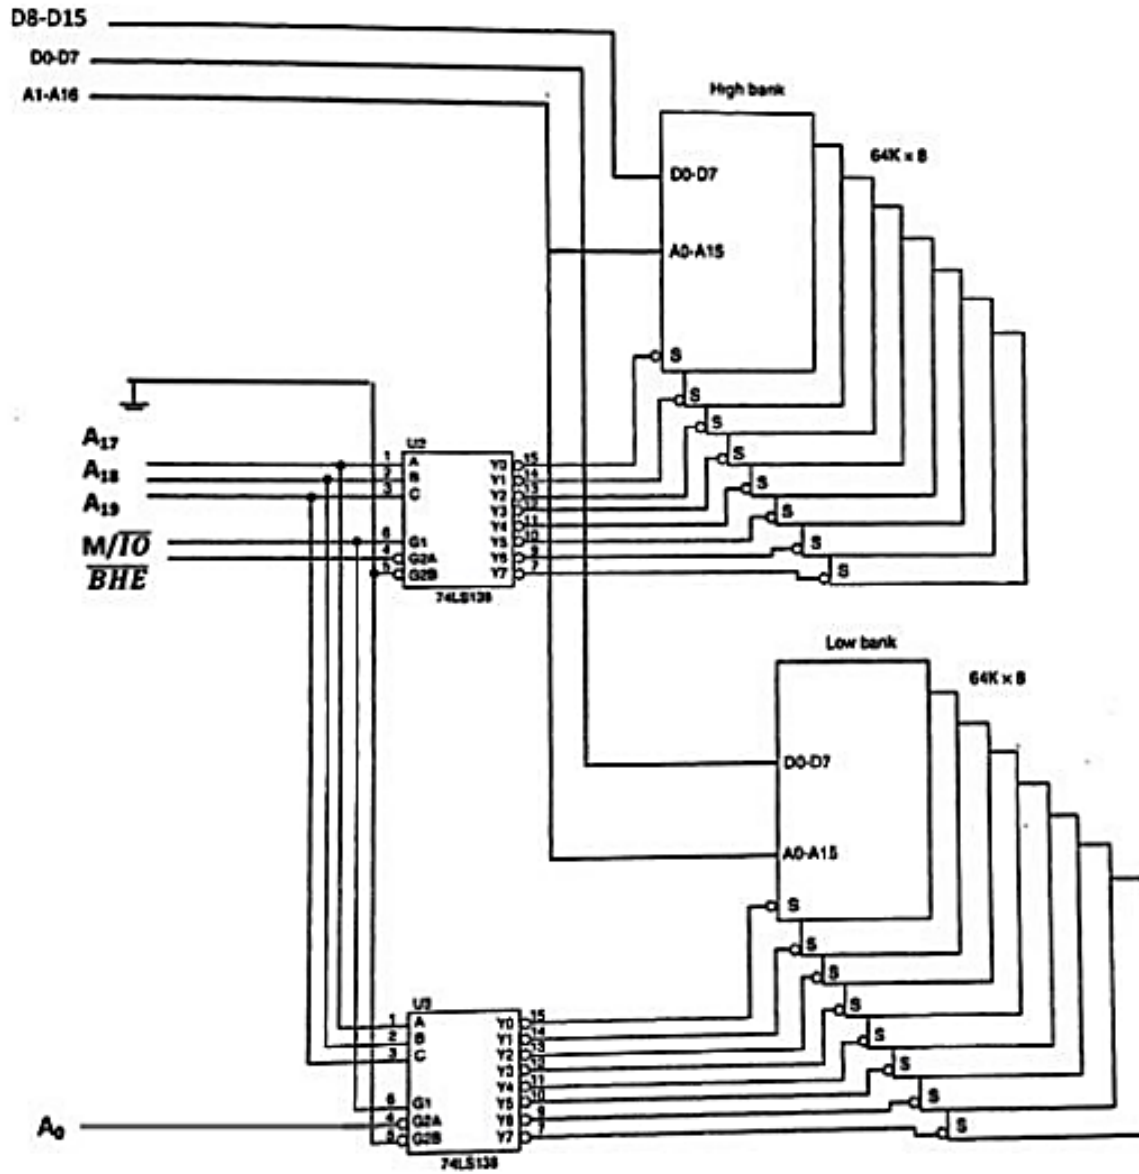 D8-D15
D0-D7
A1-A16
High bank
64K × 8
D0-D7
A0-A15
S
S
S
S
S
S
S
S
A17
A18
A19
M/I̅O̅
B̅H̅E̅
U2
1 A Y0 15
2 B Y1 14
3 C Y2 13
Y3 12
Y4 11
6 G1 Y5 10
4 G2A Y6 9
5 G2B Y7 7
74LS138
Low bank
64K × 8
D0-D7
A0-A15
S
S
S
S
S
S
S
S
U3
1 A Y0 15
2 B Y1 14
3 C Y2 13
Y3 12
Y4 11
6 G1 Y5 10
4 G2A Y6 9
5 G2B Y7 7
A0
74LS138